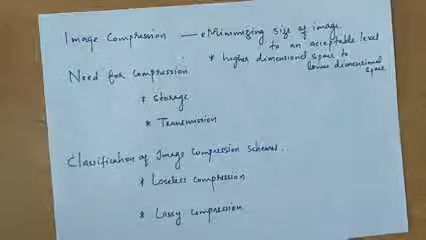 Image Compression — * Minimizing size of image
to an acceptable level
* higher dimensional space to
lower dimensional
space
Need for compression
* Storage
* Transmission
Classification of Image Compression Schemes..
* Loseless compression
* Lossy compression